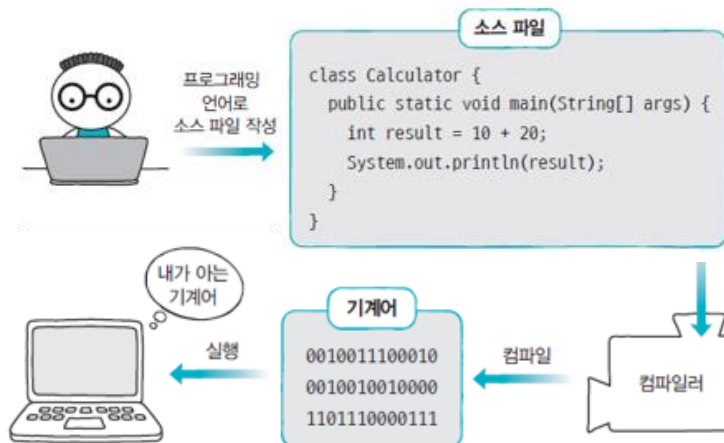 소스 파일
프로그래밍
언어로
소스 파일 작성
class Calculator {
  public static void main(String[] args) {
    int result = 10 + 20;
    System.out.println(result);
  }
}
내가 아는
기계어
실행
기계어
0010011100010
0010010010000
1101110000111
컴파일
컴파일러